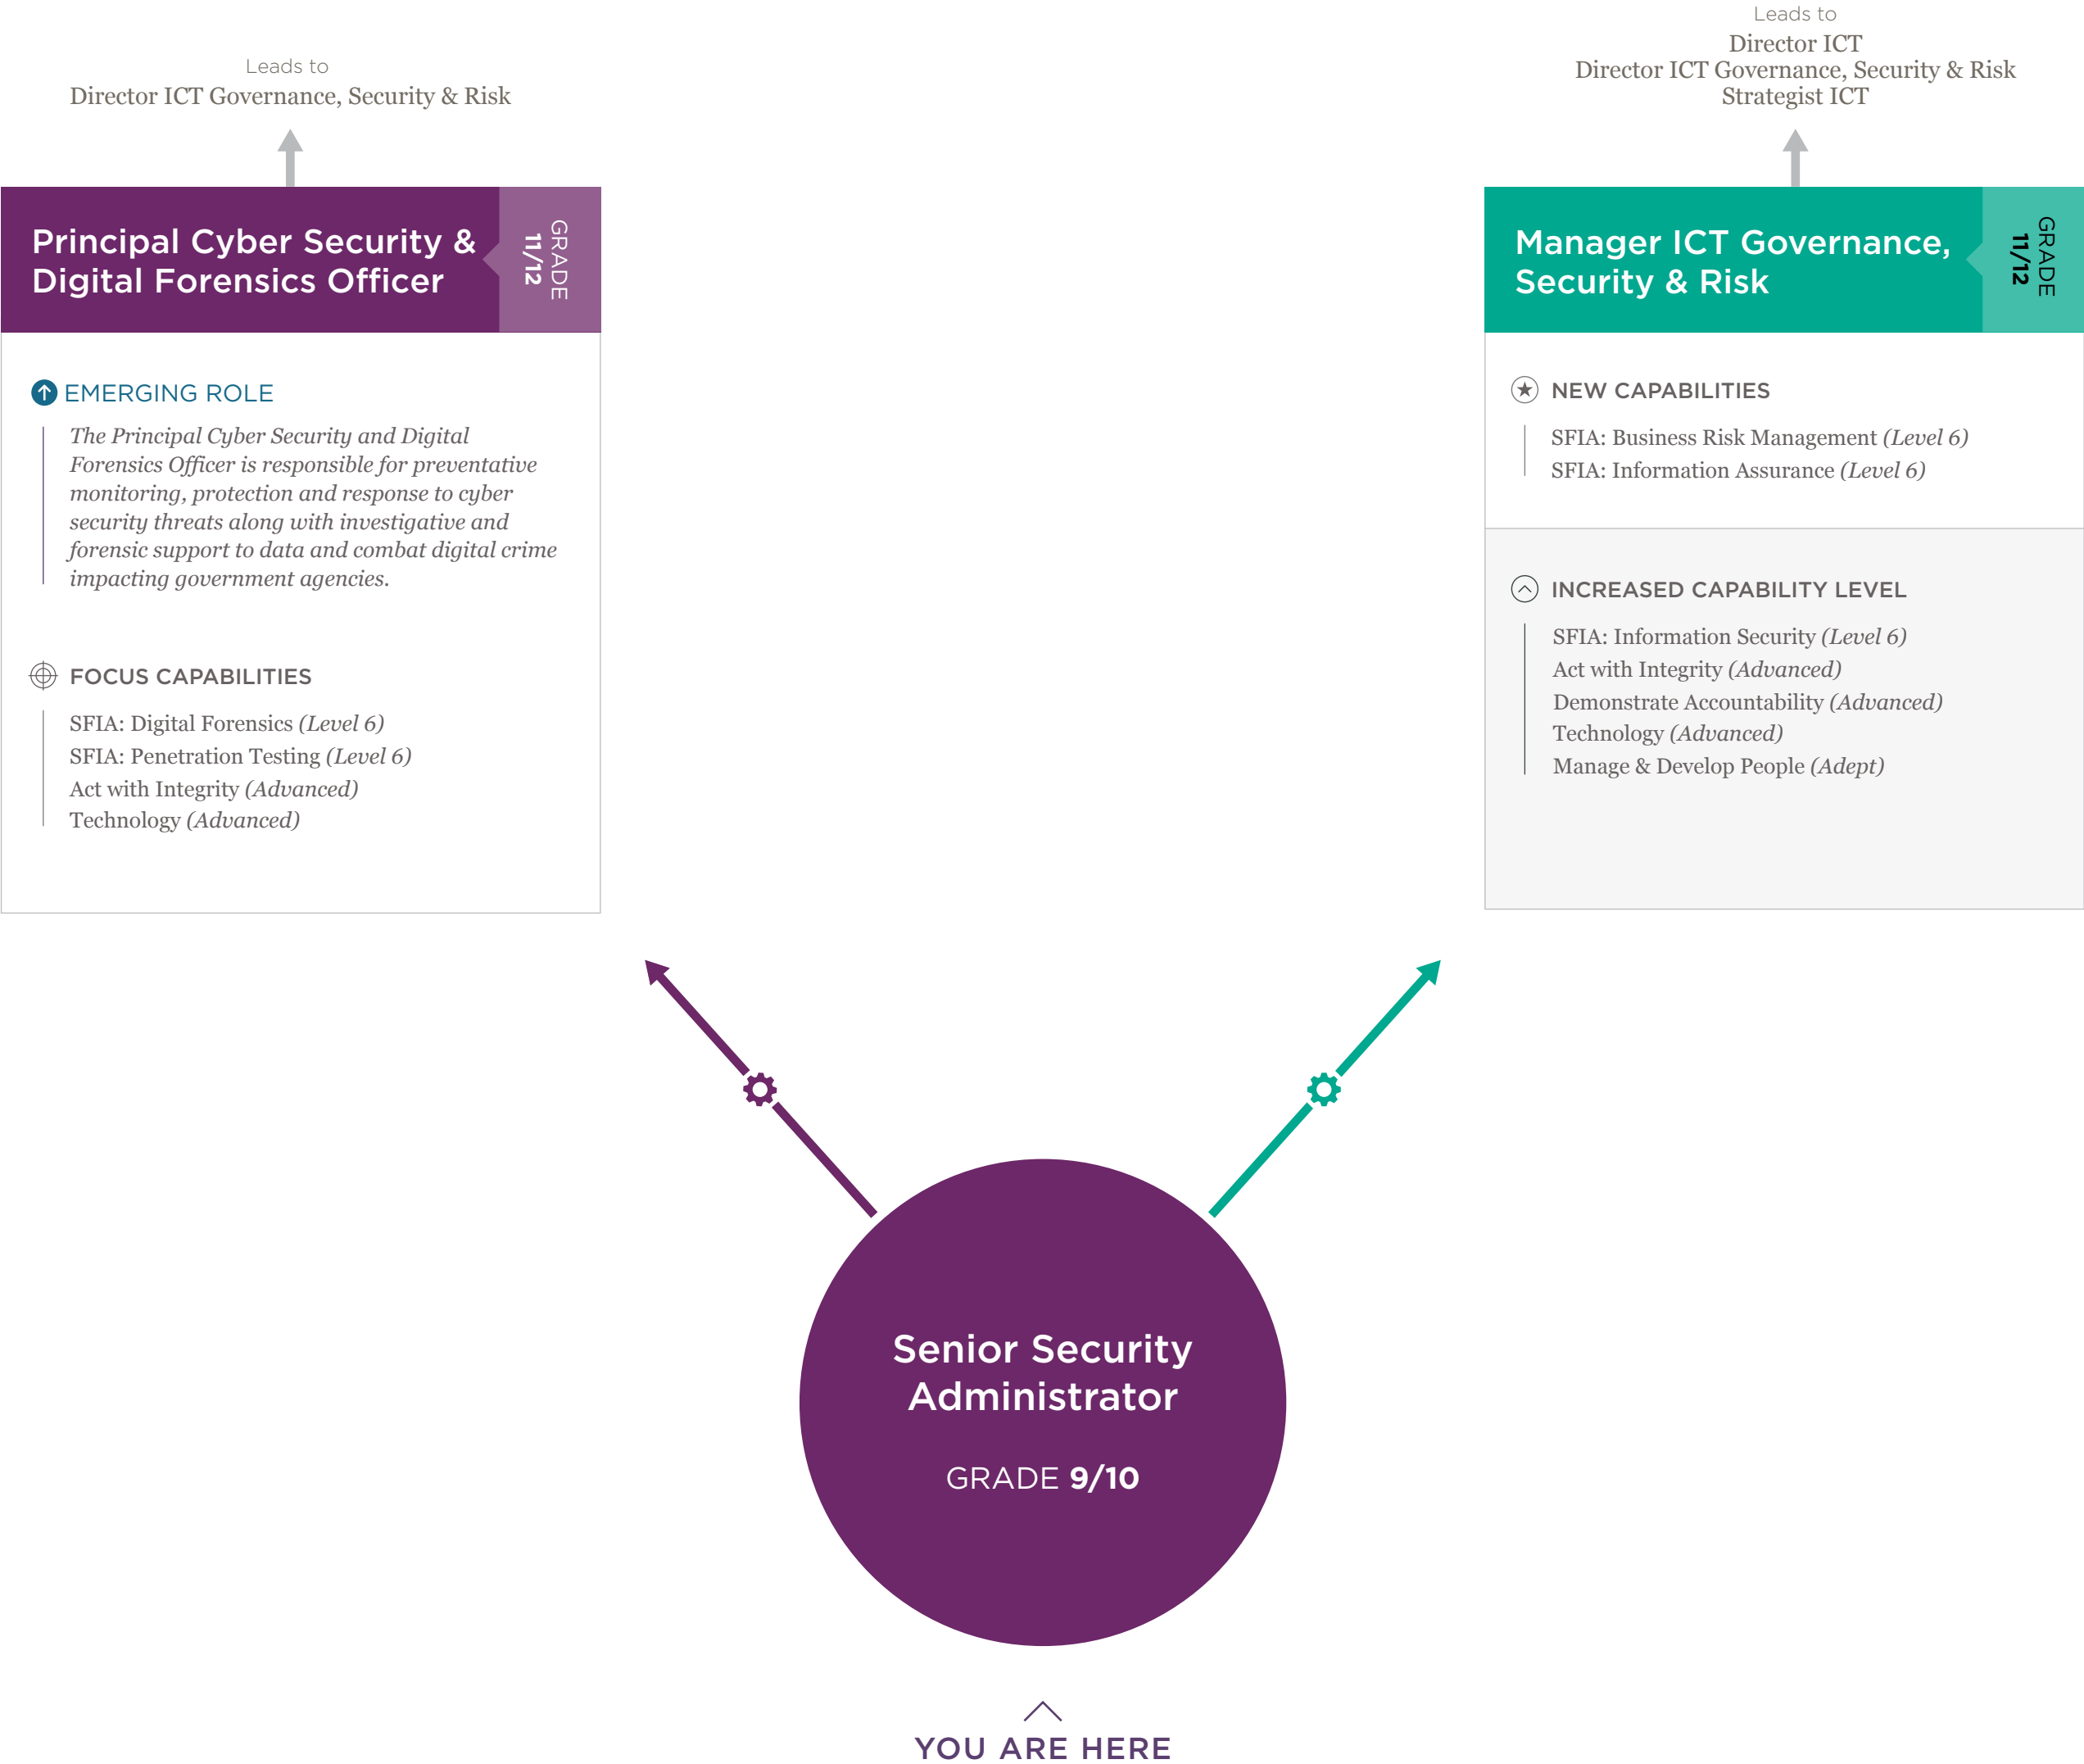 Leads to
Director ICT Governance, Security & Risk
Principal Cyber Security &
Digital Forensics Officer
GRADE
11/12
EMERGING ROLE
The Principal Cyber Security and Digital
Forensics Officer is responsible for preventative
monitoring, protection and response to cyber
security threats along with investigative and
forensic support to data and combat digital crime
impacting government agencies.
FOCUS CAPABILITIES
SFIA: Digital Forensics (Level 6)
SFIA: Penetration Testing (Level 6)
Act with Integrity (Advanced)
Technology (Advanced)
Leads to
Director ICT
Director ICT Governance, Security & Risk
Strategist ICT
Manager ICT Governance,
Security & Risk
GRADE
11/12
NEW CAPABILITIES
SFIA: Business Risk Management (Level 6)
SFIA: Information Assurance (Level 6)
INCREASED CAPABILITY LEVEL
SFIA: Information Security (Level 6)
Act with Integrity (Advanced)
Demonstrate Accountability (Advanced)
Technology (Advanced)
Manage & Develop People (Adept)
Senior Security
Administrator
GRADE 9/10
YOU ARE HERE